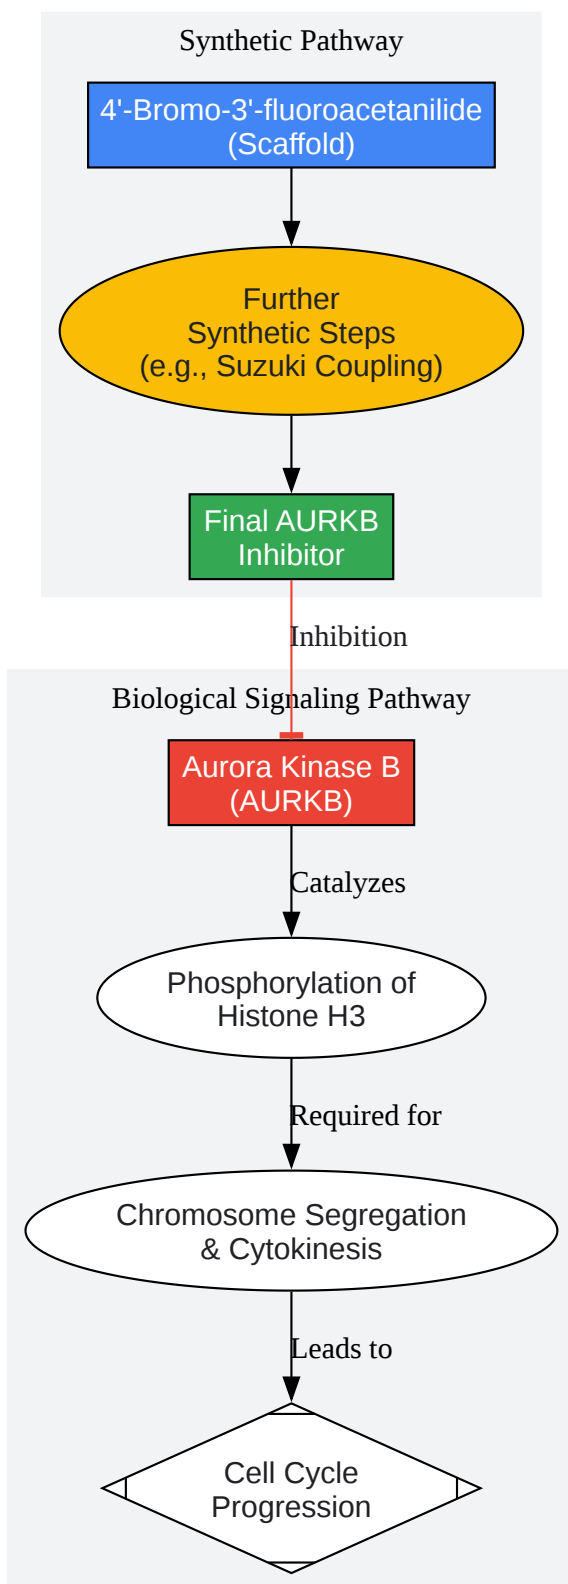 Synthetic Pathway
4'-Bromo-3'-fluoroacetanilide
(Scaffold)
Further
Synthetic Steps
(e.g., Suzuki Coupling)
Final AURKB
Inhibitor
Inhibition
Biological Signaling Pathway
Aurora Kinase B
(AURKB)
Catalyzes
Phosphorylation of
Histone H3
Required for
Chromosome Segregation
& Cytokinesis
Leads to
Cell Cycle
Progression